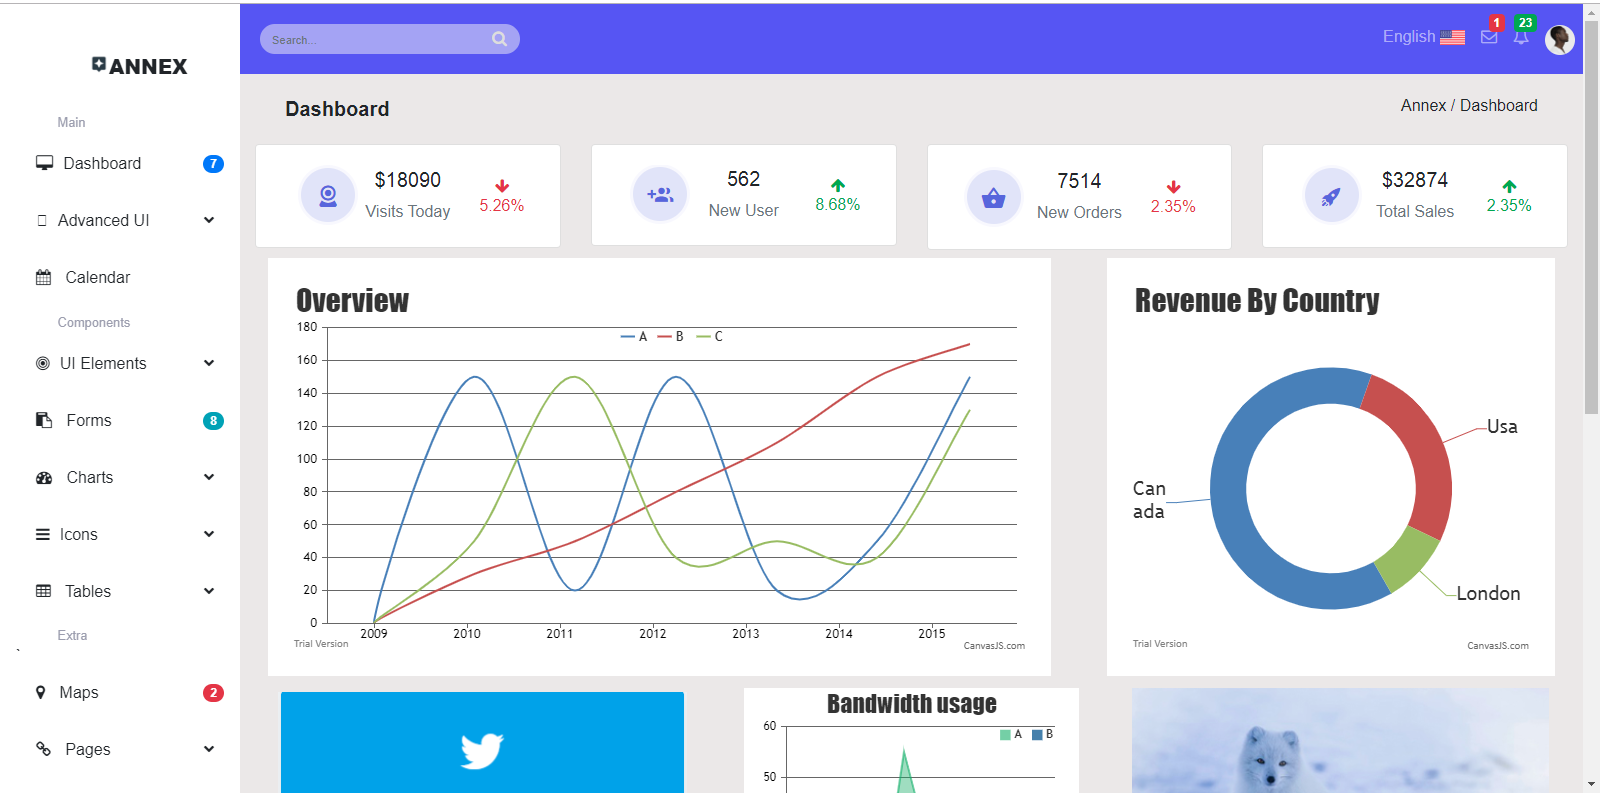 Search...
English
1
23
ANNEX
Main
Dashboard 7
Advanced UI
Calendar
Components
UI Elements
Forms 8
Charts
Icons
Tables
Extra
`
Maps 2
Pages
Dashboard
Annex / Dashboard
$18090
Visits Today
5.26%
562
New User
8.68%
7514
New Orders
2.35%
$32874
Total Sales
2.35%
Overview
A B C
180
160
140
120
100
80
60
40
20
0
2009 2010 2011 2012 2013 2014 2015
Trial Version
CanvasJS.com
Revenue By Country
Usa
Can
ada
London
Trial Version
CanvasJS.com
Bandwidth usage
A B
60
50